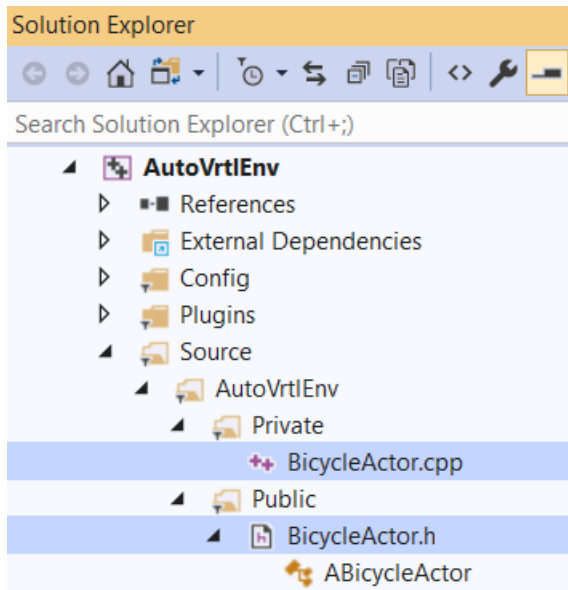 Solution Explorer
Search Solution Explorer (Ctrl+;)
AutoVrtlEnv
References
External Dependencies
Config
Plugins
Source
AutoVrtlEnv
Private
BicycleActor.cpp
Public
BicycleActor.h
ABicycleActor